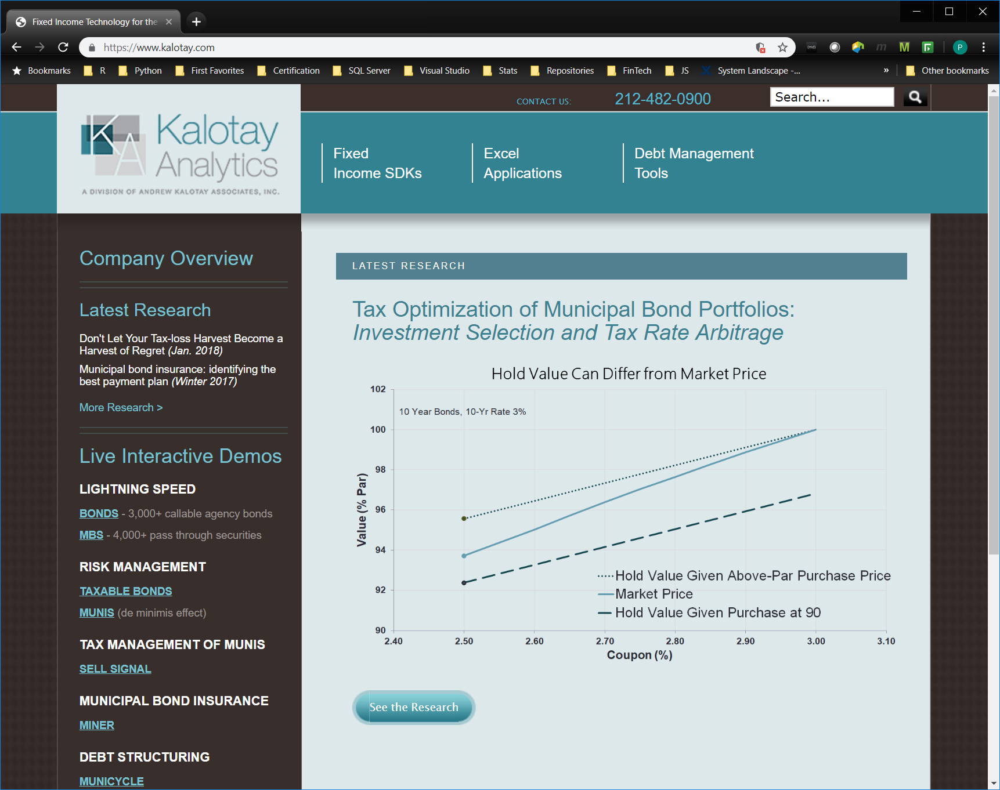 Fixed Income Technology for the
https://www.kalotay.com
(md)
m
M
P
Bookmarks R Python First Favorites Certification SQL Server Visual Studio Stats Repositories FinTech JS System Landscape -... » Other bookmarks
CONTACT US: 212-482-0900 Search...
KA
Kalotay
Analytics
A DIVISION OF ANDREW KALOTAY ASSOCIATES, INC.
Fixed
Income SDKs
Excel
Applications
Debt Management
Tools
Company Overview
Latest Research
Don't Let Your Tax-loss Harvest Become a
Harvest of Regret (Jan. 2018)
Municipal bond insurance: identifying the
best payment plan (Winter 2017)
More Research >
Live Interactive Demos
LIGHTNING SPEED
BONDS - 3,000+ callable agency bonds
MBS - 4,000+ pass through securities
RISK MANAGEMENT
TAXABLE BONDS
MUNIS (de minimis effect)
TAX MANAGEMENT OF MUNIS
SELL SIGNAL
MUNICIPAL BOND INSURANCE
MINER
DEBT STRUCTURING
MUNICYCLE
LATEST RESEARCH
Tax Optimization of Municipal Bond Portfolios:
Investment Selection and Tax Rate Arbitrage
Hold Value Can Differ from Market Price
10 Year Bonds, 10-Yr Rate 3%
102
100
98
96
94
92
90
Value (% Par)
Hold Value Given Above-Par Purchase Price
Market Price
Hold Value Given Purchase at 90
2.40 2.50 2.60 2.70 2.80 2.90 3.00 3.10
Coupon (%)
See the Research